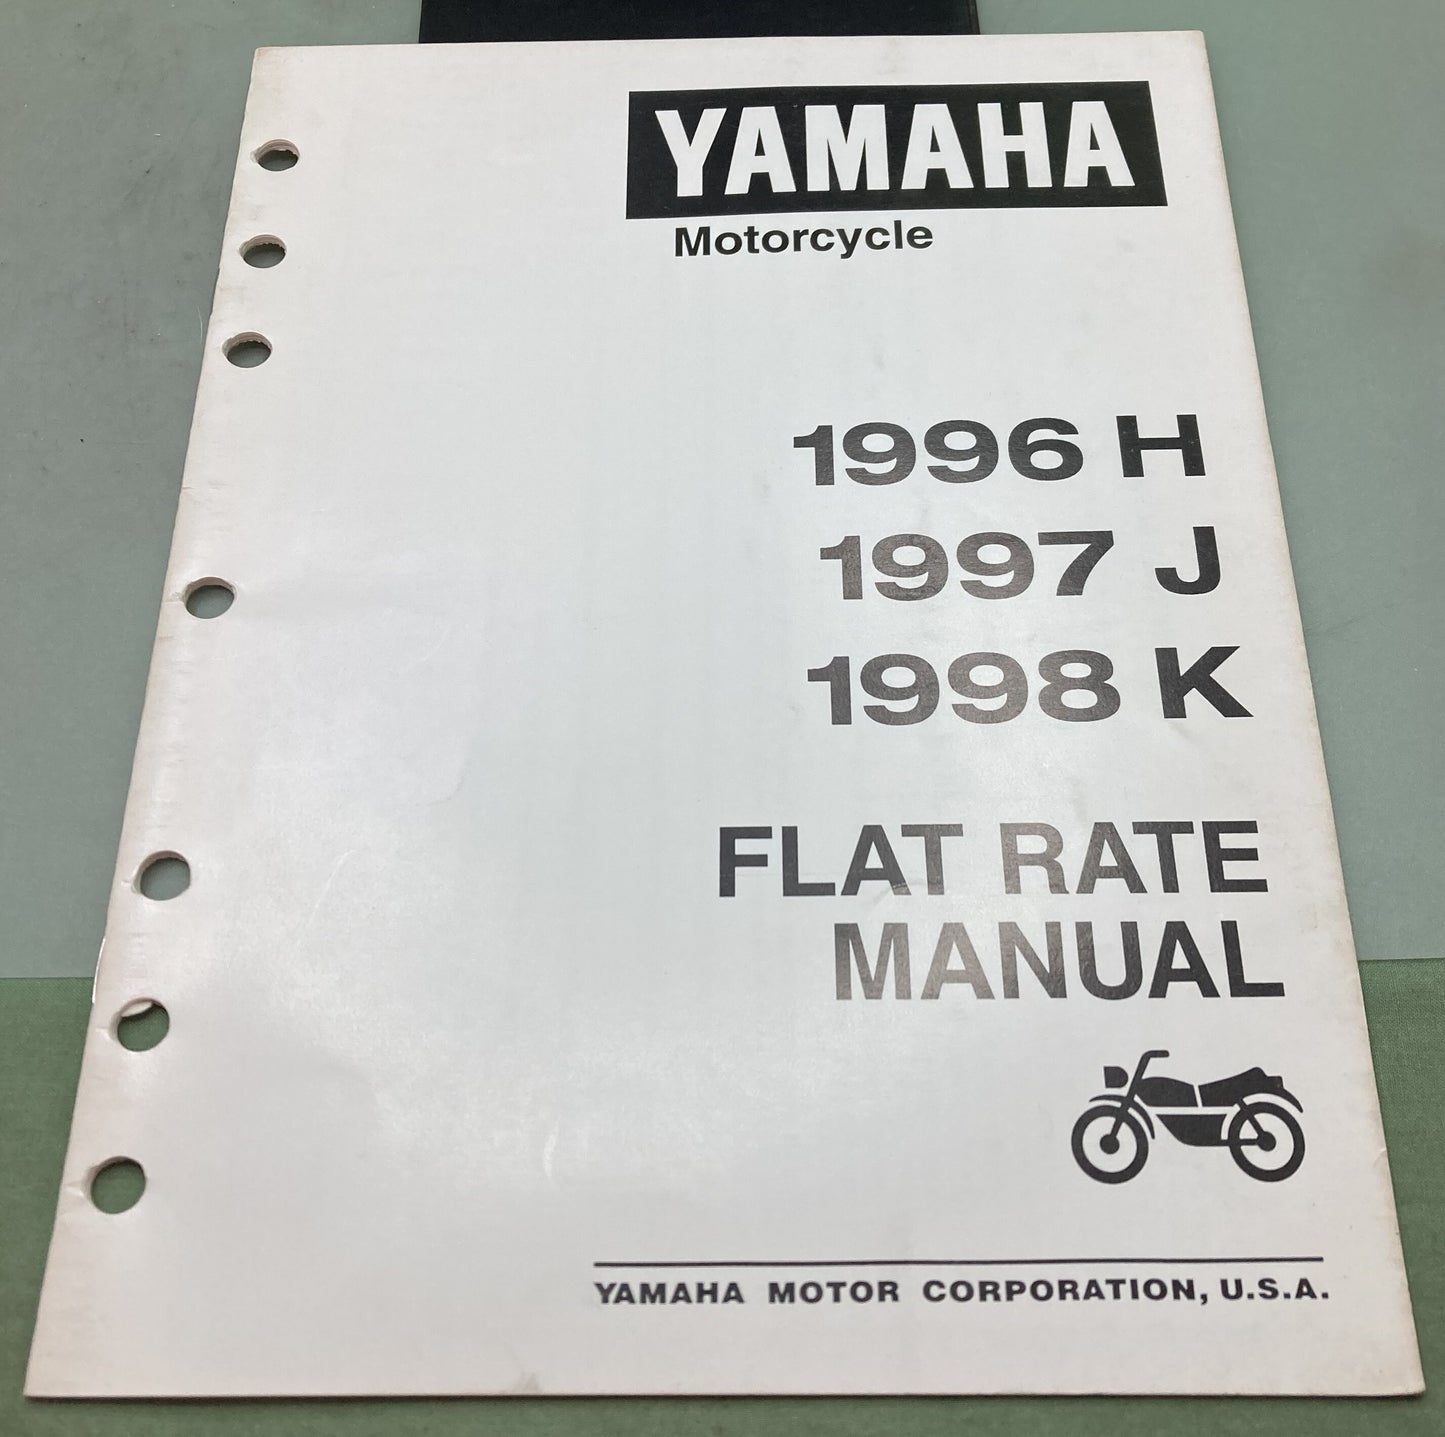 YAMAHA
Motorcycle
1996 H
1997 J
1998 K
FLAT RATE
MANUAL
YAMAHA MOTOR CORPORATION, U.S.A.